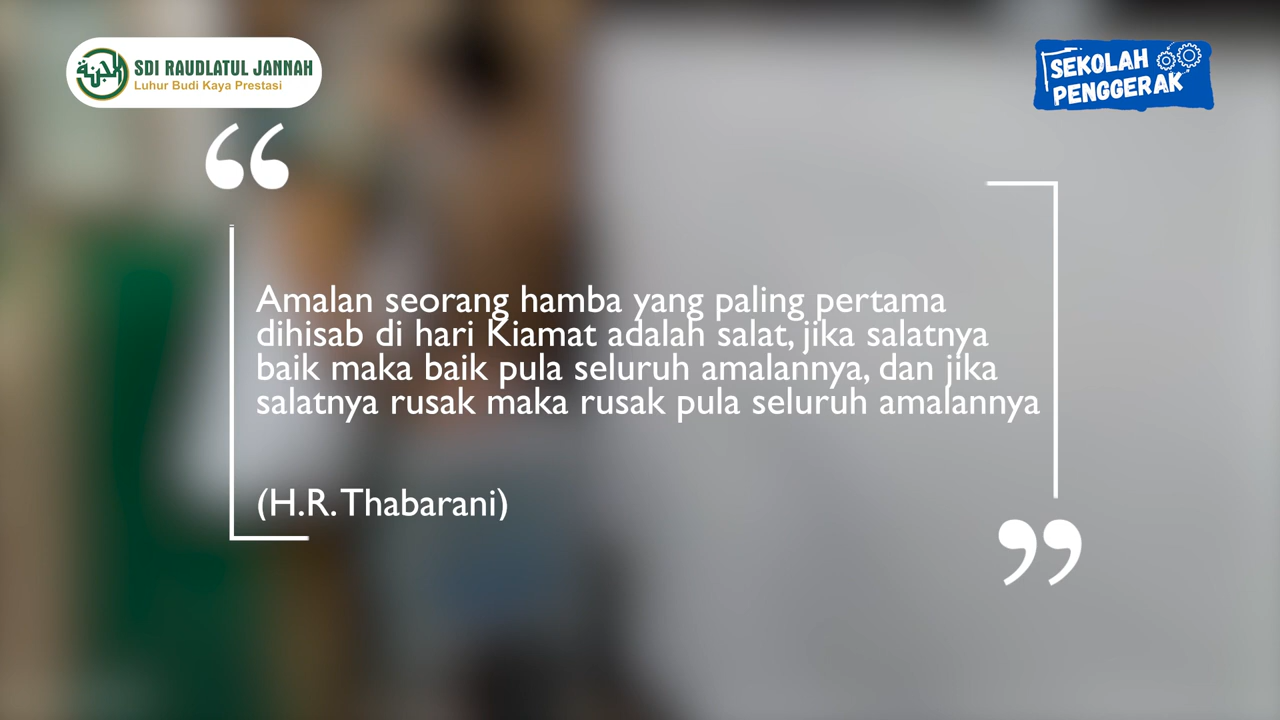 SDI RAUDLATUL JANNAH
Luhur Budi Kaya Prestasi
SEKOLAH
PENGGERAK
“
Amalan seorang hamba yang paling pertama
dihisab di hari Kiamat adalah salat, jika salatnya
baik maka baik pula seluruh amalannya, dan jika
salatnya rusak maka rusak pula seluruh amalannya
(H.R. Thabarani)
”